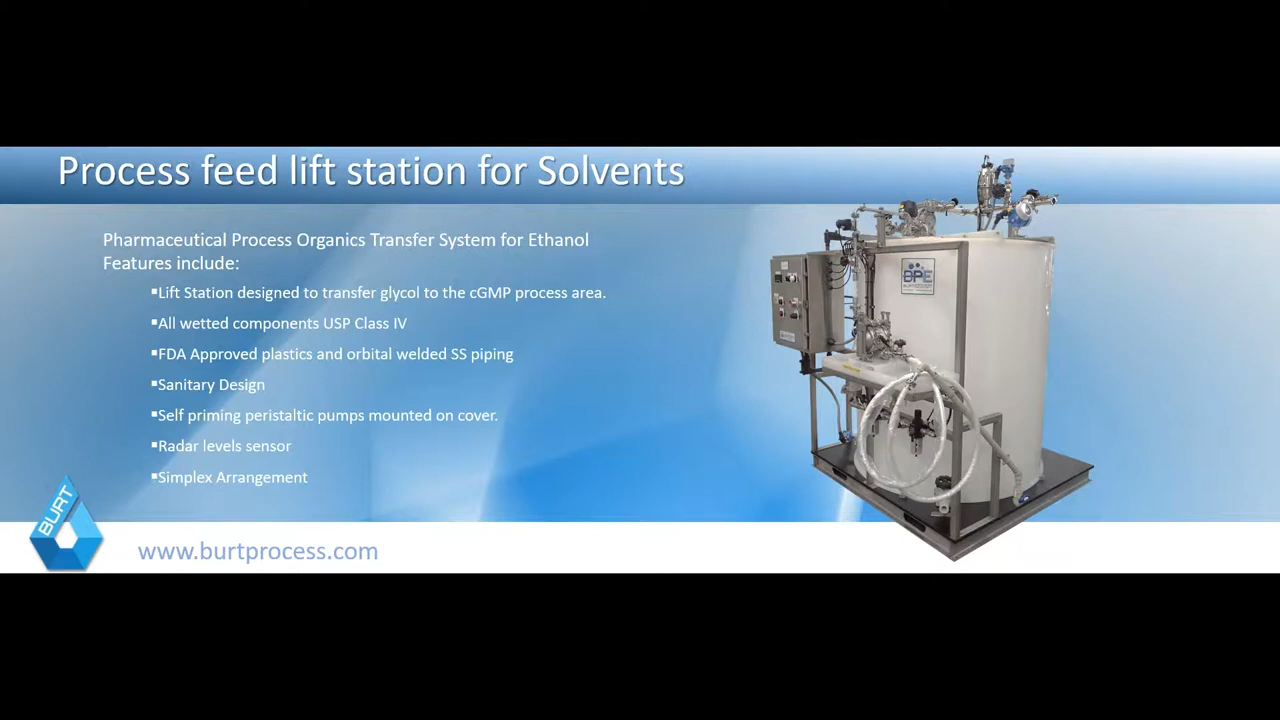 Process feed lift station for Solvents
Pharmaceutical Process Organics Transfer System for Ethanol
Features include:
▪Lift Station designed to transfer glycol to the cGMP process area.
▪All wetted components USP Class IV
▪FDA Approved plastics and orbital welded SS piping
▪Sanitary Design
▪Self priming peristaltic pumps mounted on cover.
▪Radar levels sensor
▪Simplex Arrangement
BPE
BURT
www.burtprocess.com